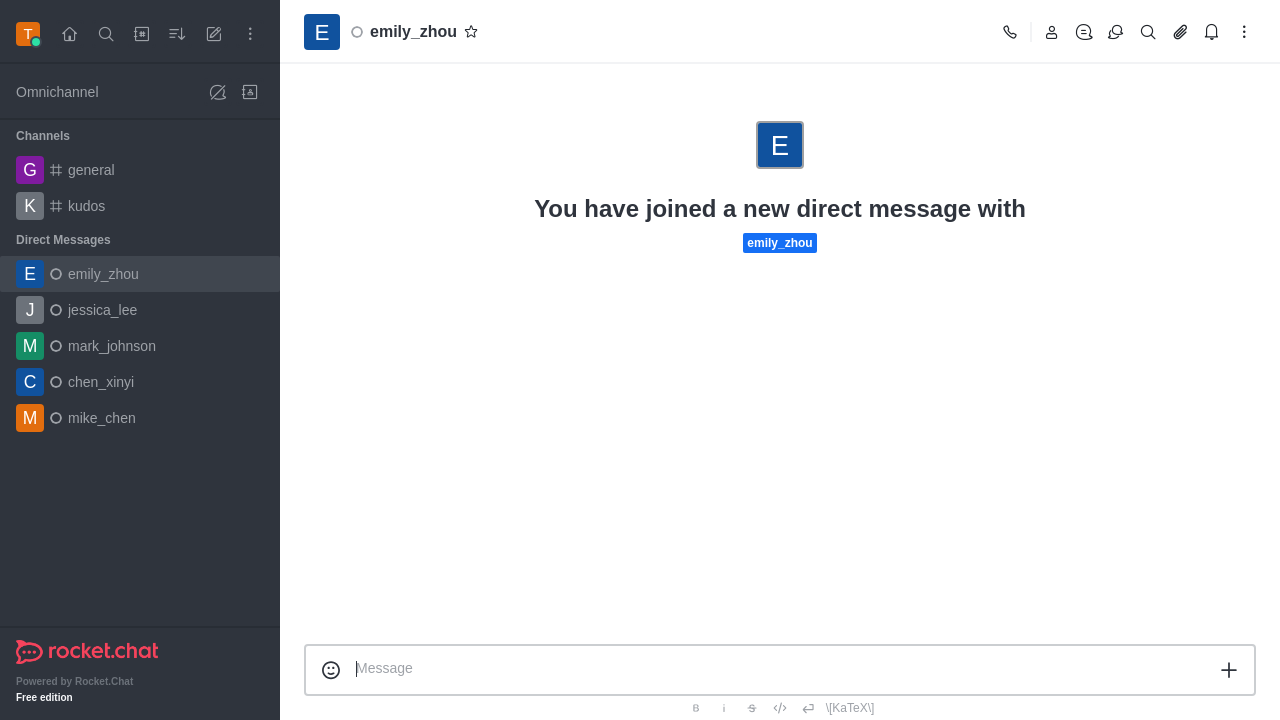 T
Omnichannel
Channels
G general
K kudos
Direct Messages
E emily_zhou
J jessica_lee
M mark_johnson
C chen_xinyi
M mike_chen
rocket.chat
Powered by Rocket.Chat
Free edition
E emily_zhou
E
You have joined a new direct message with
emily_zhou
Message
B i S \[KaTeX\]